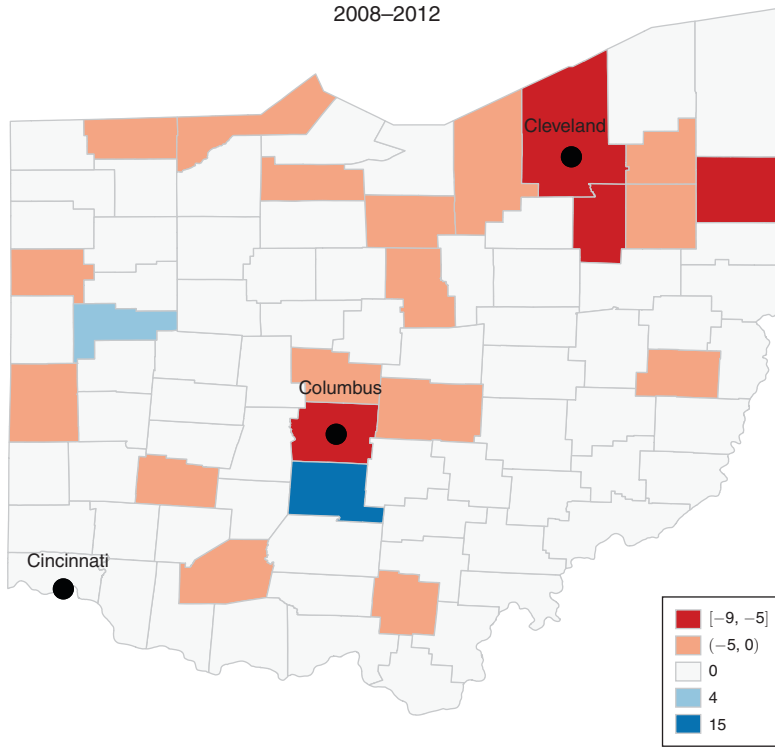 2008–2012
Cleveland
Columbus
Cincinnati
[−9, −5]
(−5, 0)
0
4
15